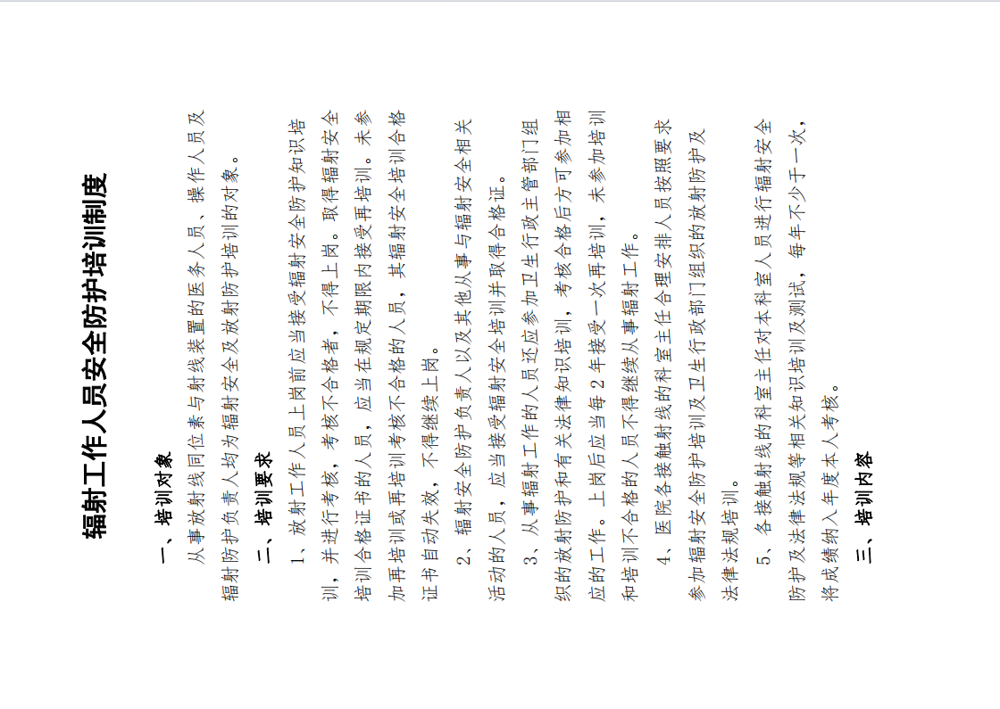 辐射工作人员安全防护培训制度
一、培训对象
从事放射线同位素与射线装置的医务人员、操作人员及
辐射防护负责人均为辐射安全及放射防护培训的对象。
二、培训要求
1、放射工作人员上岗前应当接受辐射安全防护知识培
训，并进行考核，考核不合格者，不得上岗。取得辐射安全
培训合格证书的人员，应当在规定期限内接受再培训。未参
加再培训或再培训考核不合格的人员，其辐射安全培训合格
证书自动失效，不得继续上岗。
2、辐射安全防护负责人以及其他从事与辐射安全相关
活动的人员，应当接受辐射安全培训并取得合格证。
3、从事辐射工作的人员还应参加卫生行政主管部门组
织的放射防护和有关法律知识培训，考核合格后方可参加相
应的工作。上岗后应当每2年接受一次再培训，未参加培训
和培训不合格的人员不得继续从事辐射工作。
4、医院各接触射线的科室主任合理安排人员按照要求
参加辐射安全防护培训及卫生行政部门组织的放射防护及
法律法规培训。
5、各接触射线的科室主任对本科室人员进行辐射安全
防护及法律法规等相关知识培训及测试，每年不少于一次，
将成绩纳入年度本人考核。
三、培训内容